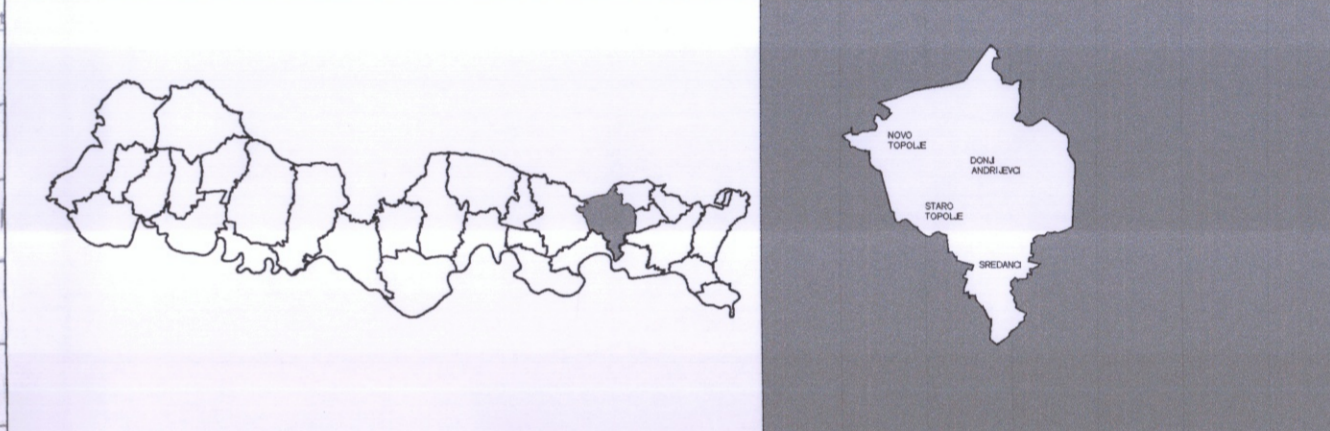 NOVO
TOPOLJE
DONJI
ANDRIJEVCI
STARO
TOPOLJE
SREDANCI